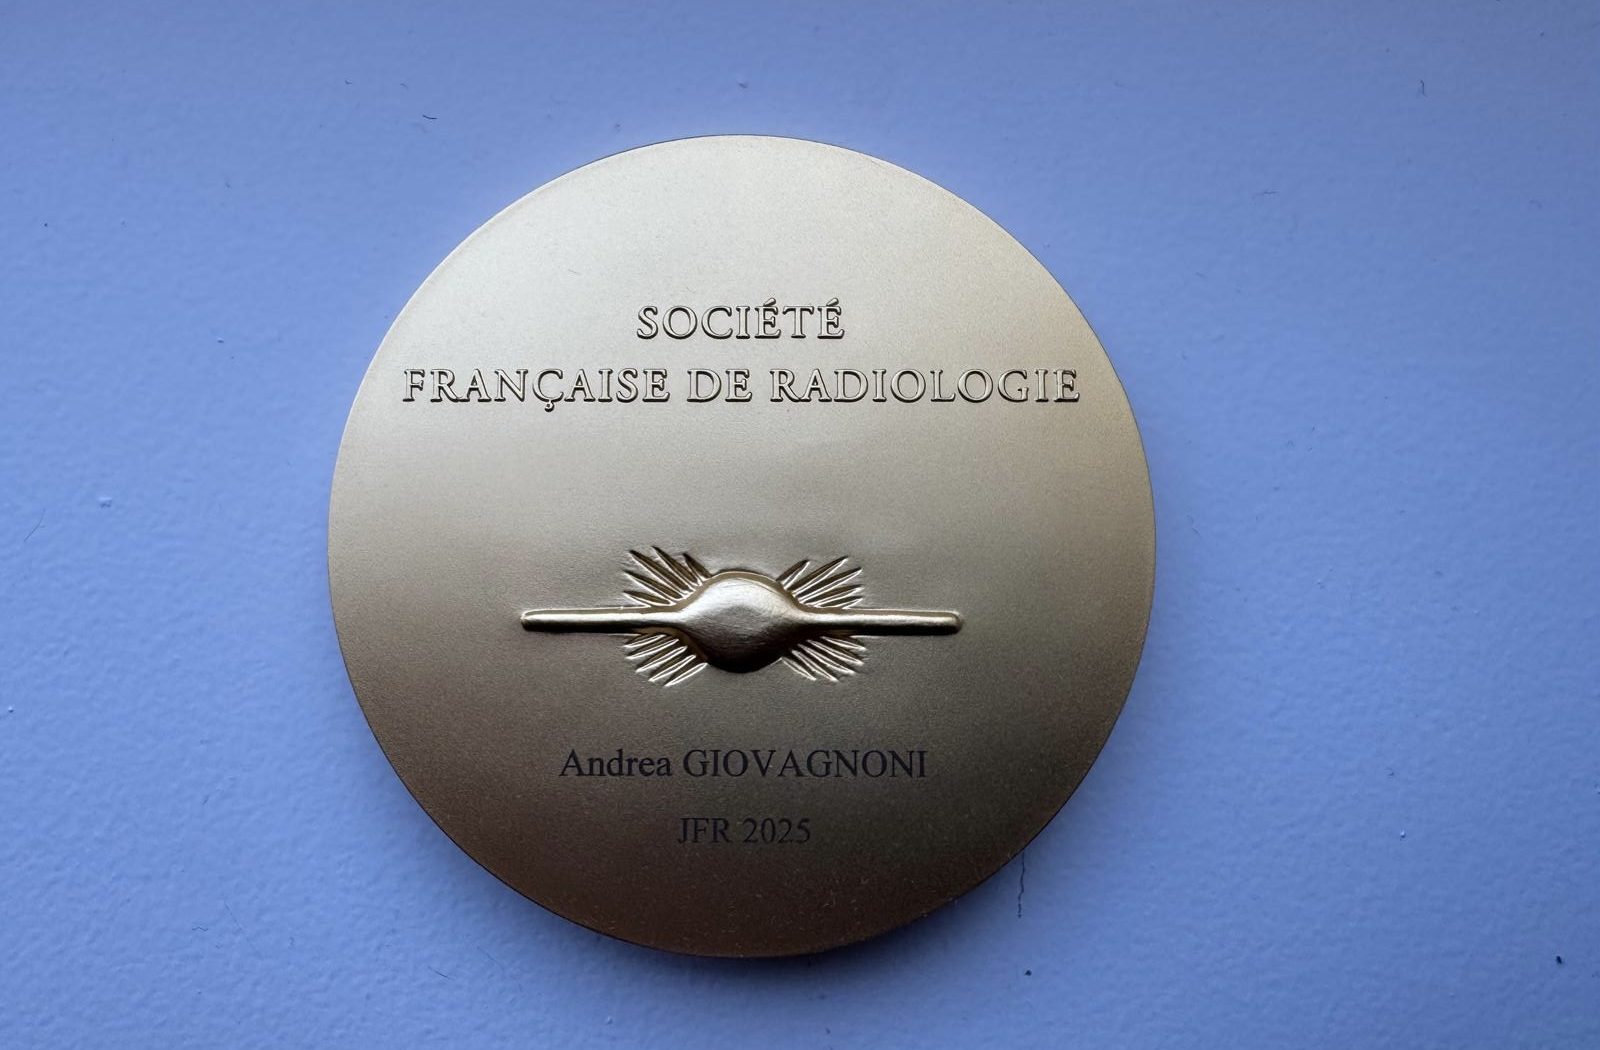 SOCIÉTÉ
FRANÇAISE DE RADIOLOGIE
Andrea GIOVAGNONI
JFR 2025